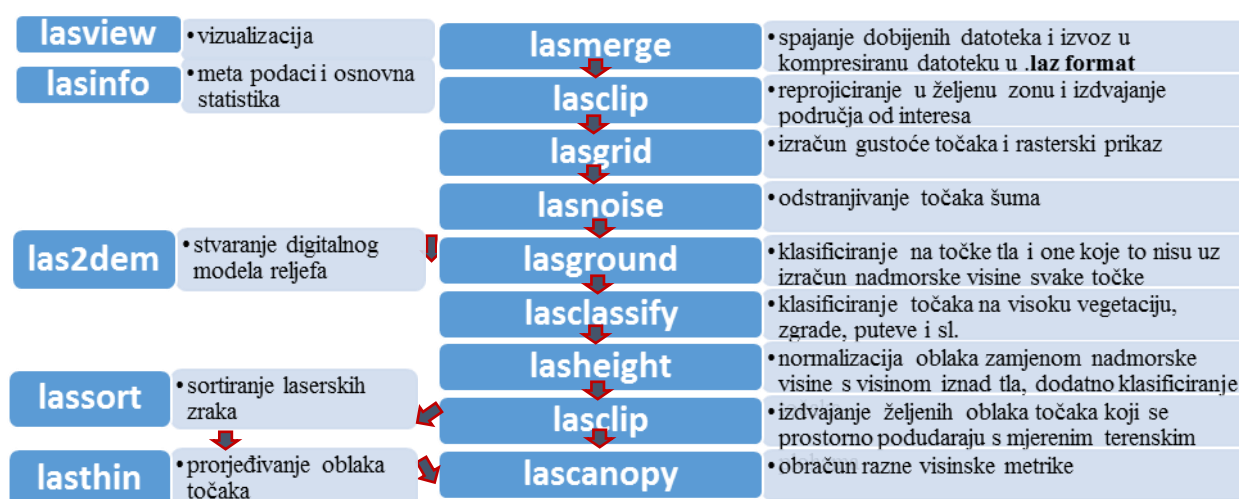 lasview
•vizualizacija
lasinfo
•meta podaci i osnovna
statistika
lasmerge
•spajanje dobijenih datoteka i izvoz u
kompresiranu datoteku u .laz format
lasclip
•reprojiciranje u željenu zonu i izdvajanje
područja od interesa
lasgrid
•izračun gustoće točaka i rasterski prikaz
lasnoise
•odstranjivanje točaka šuma
las2dem
•stvaranje digitalnog
modela reljefa
lasground
•klasificiranje na točke tla i one koje to nisu uz
izračun nadmorske visine svake točke
lasclassify
•klasificiranje točaka na visoku vegetaciju,
zgrade, puteve i sl.
lasheight
•normalizacija oblaka zamjenom nadmorske
visine s visinom iznad tla, dodatno klasificiranje
lassort
•sortiranje laserskih
zraka
lasclip
•izdvajanje željenih oblaka točaka koji se
prostorno podudaraju s mjerenim terenskim
lasthin
•prorjeđivanje oblaka
točaka
lascanopy
•obračun razne visinske metrike